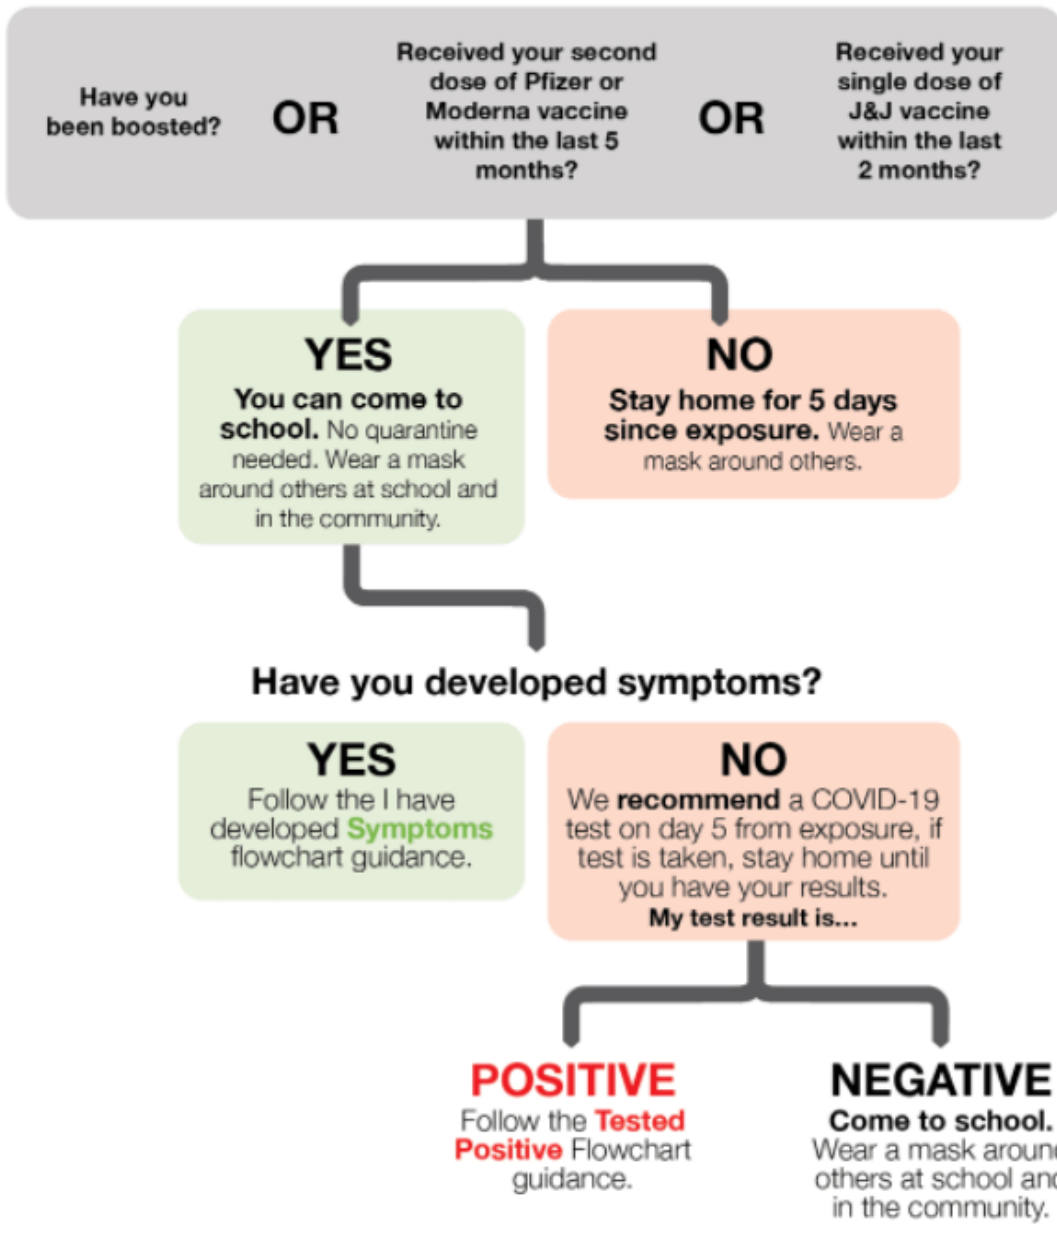 Have you
been boosted?
OR
Received your second
dose of Pfizer or
Moderna vaccine
within the last 5
months?
OR
Received your
single dose of
J&J vaccine
within the last
2 months?
YES
You can come to
school. No quarantine
needed. Wear a mask
around others at school and
in the community.
NO
Stay home for 5 days
since exposure. Wear a
mask around others.
Have you developed symptoms?
YES
Follow the I have
developed Symptoms
flowchart guidance.
NO
We recommend a COVID-19
test on day 5 from exposure, if
test is taken, stay home until
you have your results.
My test result is...
POSITIVE
Follow the Tested
Positive Flowchart
guidance.
NEGATIVE
Come to school.
Wear a mask around
others at school and
in the community.